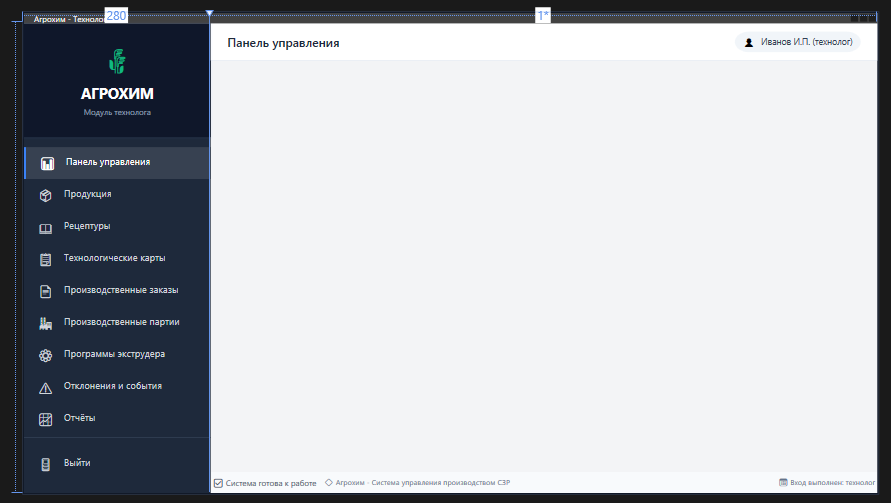 Агрохим - Техноло
280
1*
Панель управления
Иванов И.П. (технолог)
АГРОХИМ
Модуль технолога
Панель управления
Продукция
Рецептуры
Технологические карты
Производственные заказы
Производственные партии
Программы экструдера
Отклонения и события
Отчёты
Выйти
Система готова к работе
Агрохим - Система управления производством СЗР
Вход выполнен: технолог